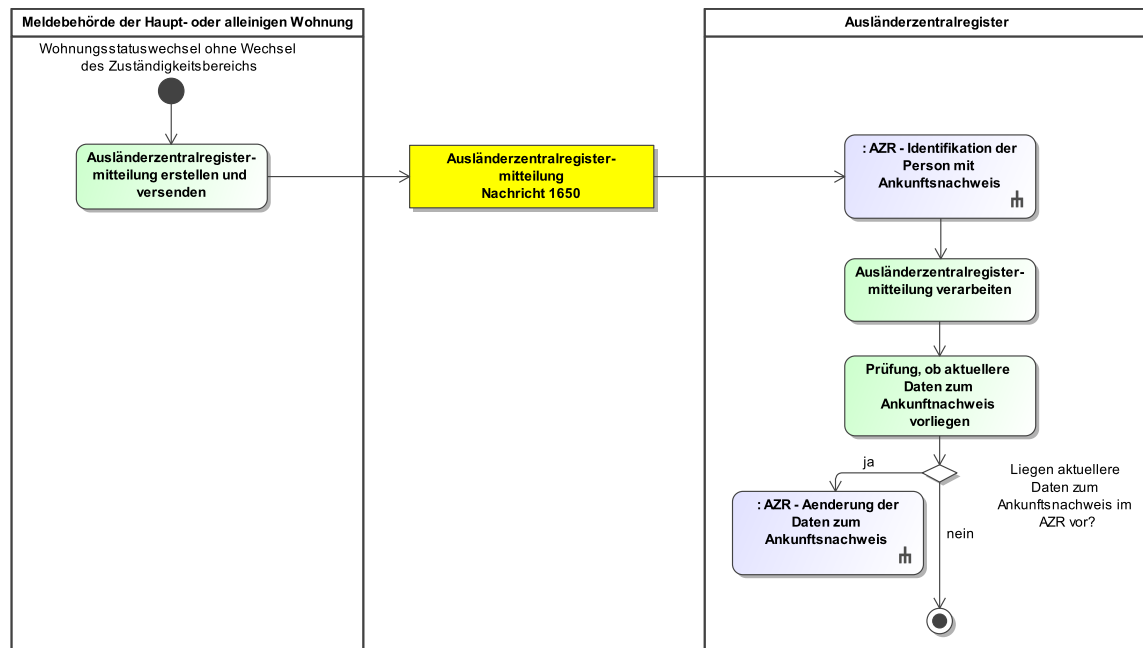 Meldebehörde der Haupt- oder alleinigen Wohnung
Wohnungsstatuswechsel ohne Wechsel
des Zuständigkeitsbereichs
Ausländerzentralregister-
mitteilung erstellen und
versenden
Ausländerzentralregister-
mitteilung
Nachricht 1650
Ausländerzentralregister
: AZR - Identifikation der
Person mit
Ankunftsnachweis
Ausländerzentralregister-
mitteilung verarbeiten
Prüfung, ob aktuellere
Daten zum
Ankunftnachweis
vorliegen
ja
Liegen aktuellere
Daten zum
Ankunftsnachweis im
AZR vor?
: AZR - Aenderung der
Daten zum
Ankunftsnachweis
nein